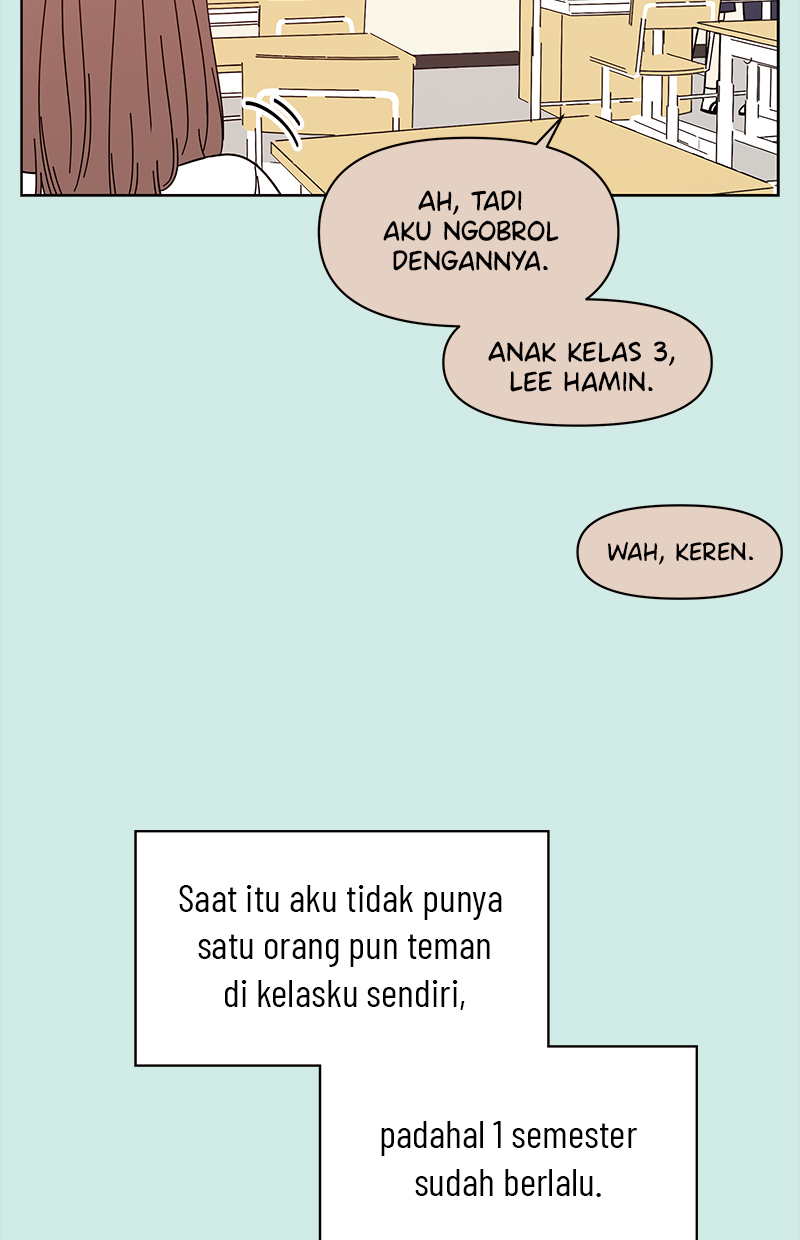 AH, TADI
AKU NGOBROL
DENGANNYA.
ANAK KELAS 3,
LEE HAMIN.
WAH, KEREN.
Saat itu aku tidak punya
satu orang pun teman
di kelasku sendiri,
padahal 1 semester
sudah berlalu.